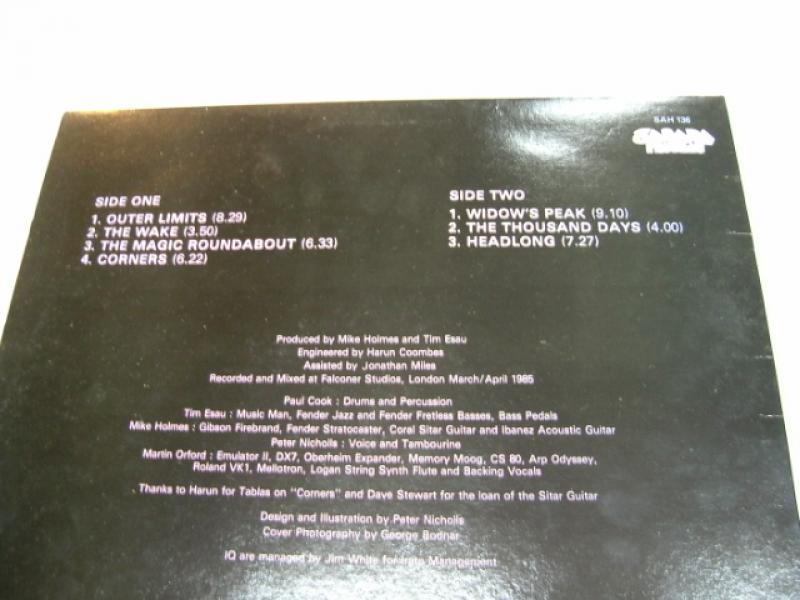 SAH 136
SAHARA
SIDE ONE
1. OUTER LIMITS (8.29)
2. THE WAKE (3.50)
3. THE MAGIC ROUNDABOUT (6.33)
4. CORNERS (6.22)
SIDE TWO
1. WIDOW'S PEAK (9.10)
2. THE THOUSAND DAYS (4.00)
3. HEADLONG (7.27)
Produced by Mike Holmes and Tim Esau
Engineered by Harun Coombes
Assisted by Jonathan Miles
Recorded and Mixed at Falconer Studios, London March/April 1985
Paul Cook : Drums and Percussion
Tim Esau : Music Man, Fender Jazz and Fender Fretless Basses, Bass Pedals
Mike Holmes : Gibson Firebrand, Fender Stratocaster, Coral Sitar Guitar and Ibanez Acoustic Guitar
Peter Nicholls : Voice and Tambourine
Martin Orford : Emulator II, DX7, Oberheim Expander, Memory Moog, CS 80, Arp Odyssey,
Roland VK1, Mellotron, Logan String Synth Flute and Backing Vocals
Thanks to Harun for Tablas on "Corners" and Dave Stewart for the loan of the Sitar Guitar
Design and Illustration by Peter Nicholls
Cover Photography by George Bodnar
IQ are managed by Jim White for Management